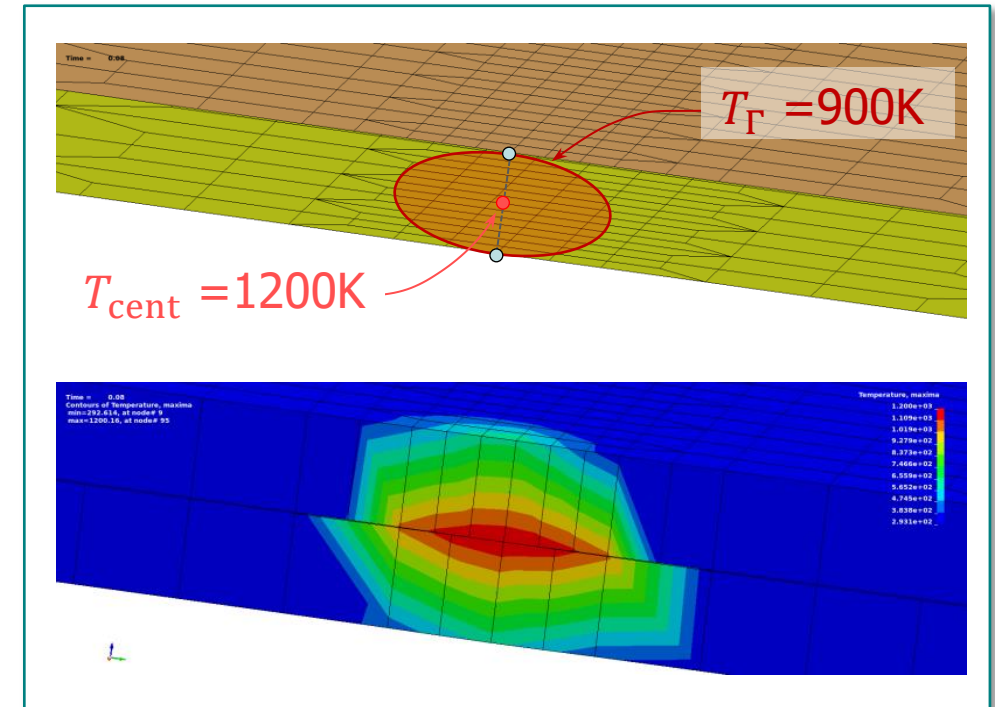 Time =    0.08
T_Γ =900K
T_cent =1200K
Time =    0.08
Contours of Temperature, maxima
min=292.614, at node# 9
max=1200.16, at node# 95
Temperature, maxima
1.200e+03
1.109e+03
1.019e+03
9.279e+02
8.373e+02
7.466e+02
6.559e+02
5.652e+02
4.745e+02
3.838e+02
2.931e+02